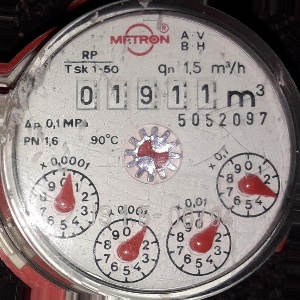 METRON ® A-V
B-H
RP
Tsk 1-50 qn 1,5 m³/h
01911 m³
5052097
Δp 0,1 MPa
PN 1,6 90°C
x 0,0001 x 0,1
x 0,001 x 0,01